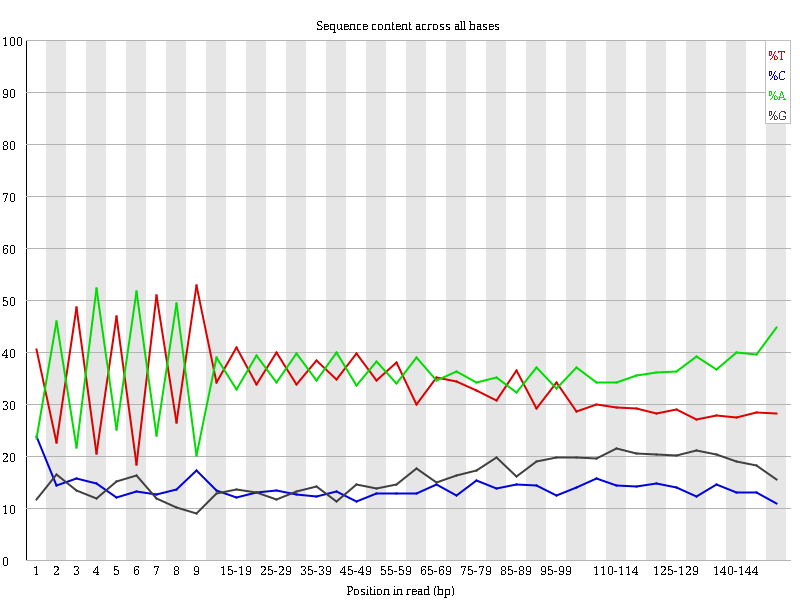 Sequence content across all bases
100
90
80
70
60
50
40
30
20
10
0
%T
%C
%A
%G
1 2 3 4 5 6 7 8 9 15-19 25-29 35-39 45-49 55-59 65-69 75-79 85-89 95-99 110-114 125-129 140-144
Position in read (bp)